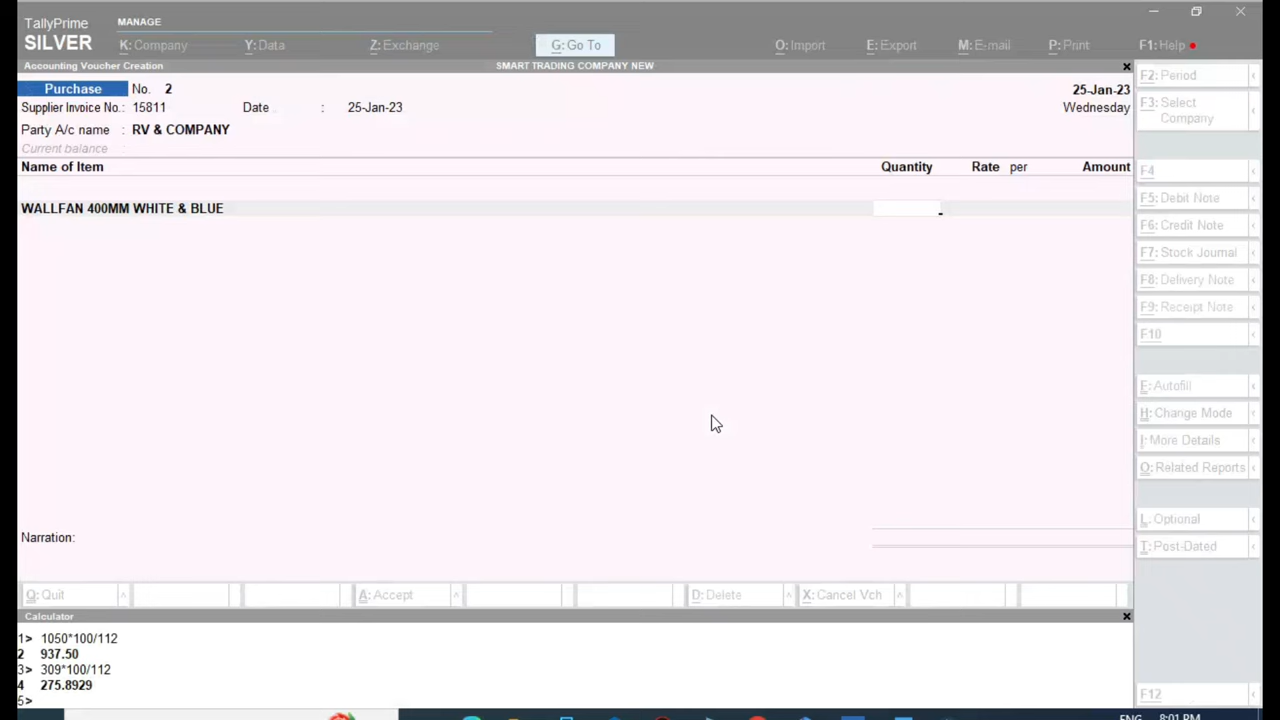 TallyPrime MANAGE
SILVER K: Company Y: Data Z: Exchange G: Go To O: Import E: Export M: E-mail P: Print F1: Help
Accounting Voucher Creation SMART TRADING COMPANY NEW
Purchase No. 2 25-Jan-23
Supplier Invoice No.: 15811 Date : 25-Jan-23 Wednesday
Party A/c name : RV & COMPANY
Current balance :
Name of Item Quantity Rate per Amount
WALLFAN 400MM WHITE & BLUE
Narration:
Q: Quit A: Accept D: Delete X: Cancel Vch
F2: Period
F3: Select
Company
F4
F5: Debit Note
F6: Credit Note
F7: Stock Journal
F8: Delivery Note
F9: Receipt Note
F10
E: Autofill
H: Change Mode
I: More Details
O: Related Reports
L: Optional
T: Post-Dated
F12
Calculator
1> 1050*100/112
2 937.50
3> 309*100/112
4 275.8929
5>
ENG 8:01 PM